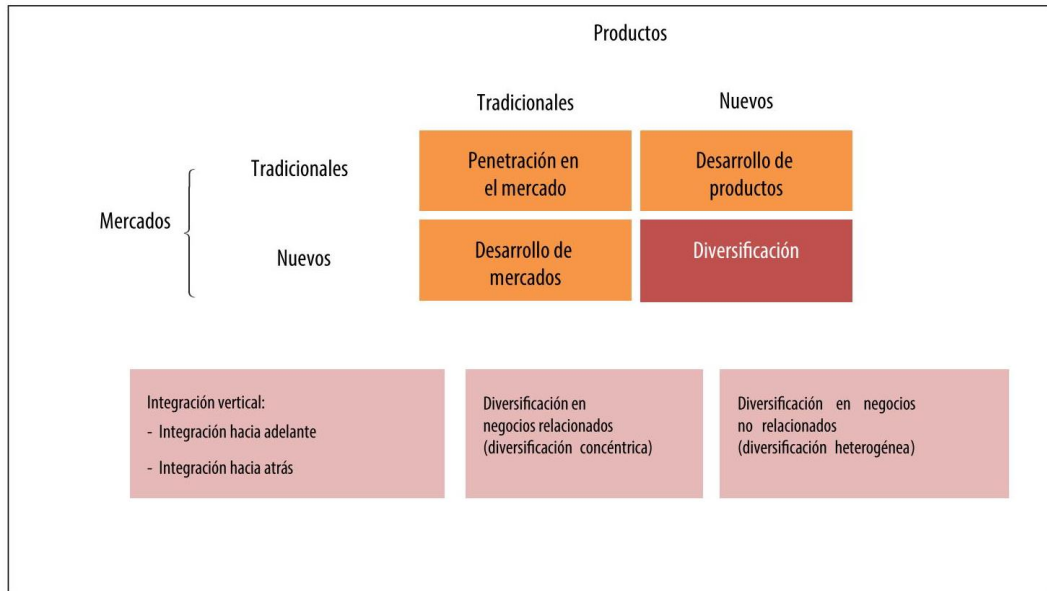 Productos
Tradicionales
Nuevos
Mercados
Tradicionales
Penetración en
el mercado
Desarrollo de
productos
Nuevos
Desarrollo de
mercados
Diversificación
Integración vertical:
- Integración hacia adelante
- Integración hacia atrás
Diversificación en
negocios relacionados
(diversificación concéntrica)
Diversificación en negocios
no relacionados
(diversificación heterogénea)